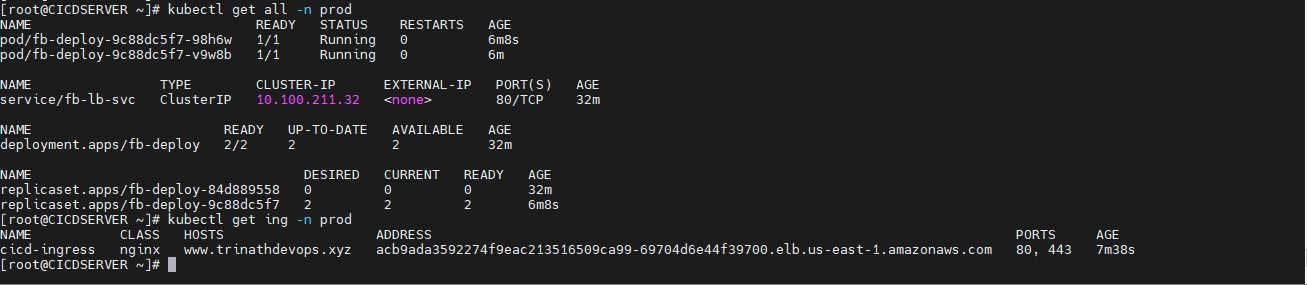 [root@CICDSERVER ~]# kubectl get all -n prod
NAME                            READY   STATUS    RESTARTS   AGE
pod/fb-deploy-9c88dc5f7-98h6w   1/1     Running   0          6m8s
pod/fb-deploy-9c88dc5f7-v9w8b   1/1     Running   0          6m
NAME                TYPE        CLUSTER-IP      EXTERNAL-IP   PORT(S)   AGE
service/fb-lb-svc   ClusterIP   10.100.211.32   <none>        80/TCP    32m
NAME                        READY   UP-TO-DATE   AVAILABLE   AGE
deployment.apps/fb-deploy   2/2     2            2           32m
NAME                                  DESIRED   CURRENT   READY   AGE
replicaset.apps/fb-deploy-84d889558   0         0         0       32m
replicaset.apps/fb-deploy-9c88dc5f7   2         2         2       6m8s
[root@CICDSERVER ~]# kubectl get ing -n prod
NAME           CLASS   HOSTS                   ADDRESS                                                                         PORTS     AGE
cicd-ingress   nginx   www.trinathdevops.xyz   acb9ada3592274f9eac213516509ca99-69704d6e44f39700.elb.us-east-1.amazonaws.com   80, 443   7m38s
[root@CICDSERVER ~]#